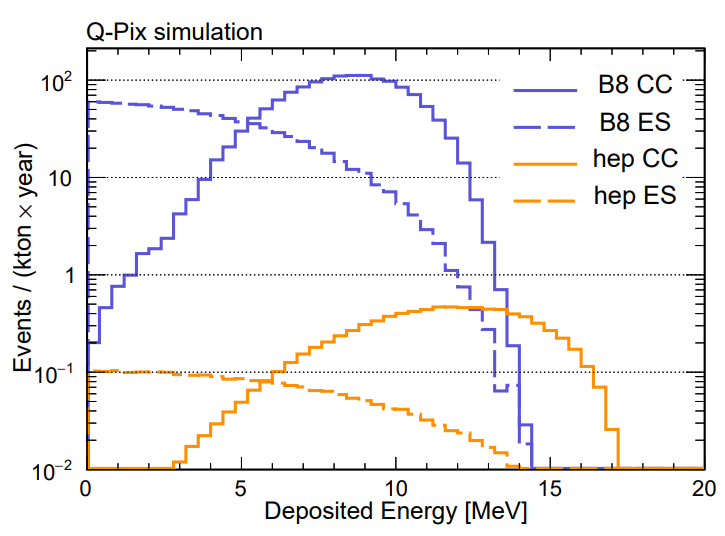 Q-Pix simulation
Events / (kton × year)
10²
10
1
10⁻¹
10⁻²
B8 CC
B8 ES
hep CC
hep ES
0 5 10 15 20
Deposited Energy [MeV]